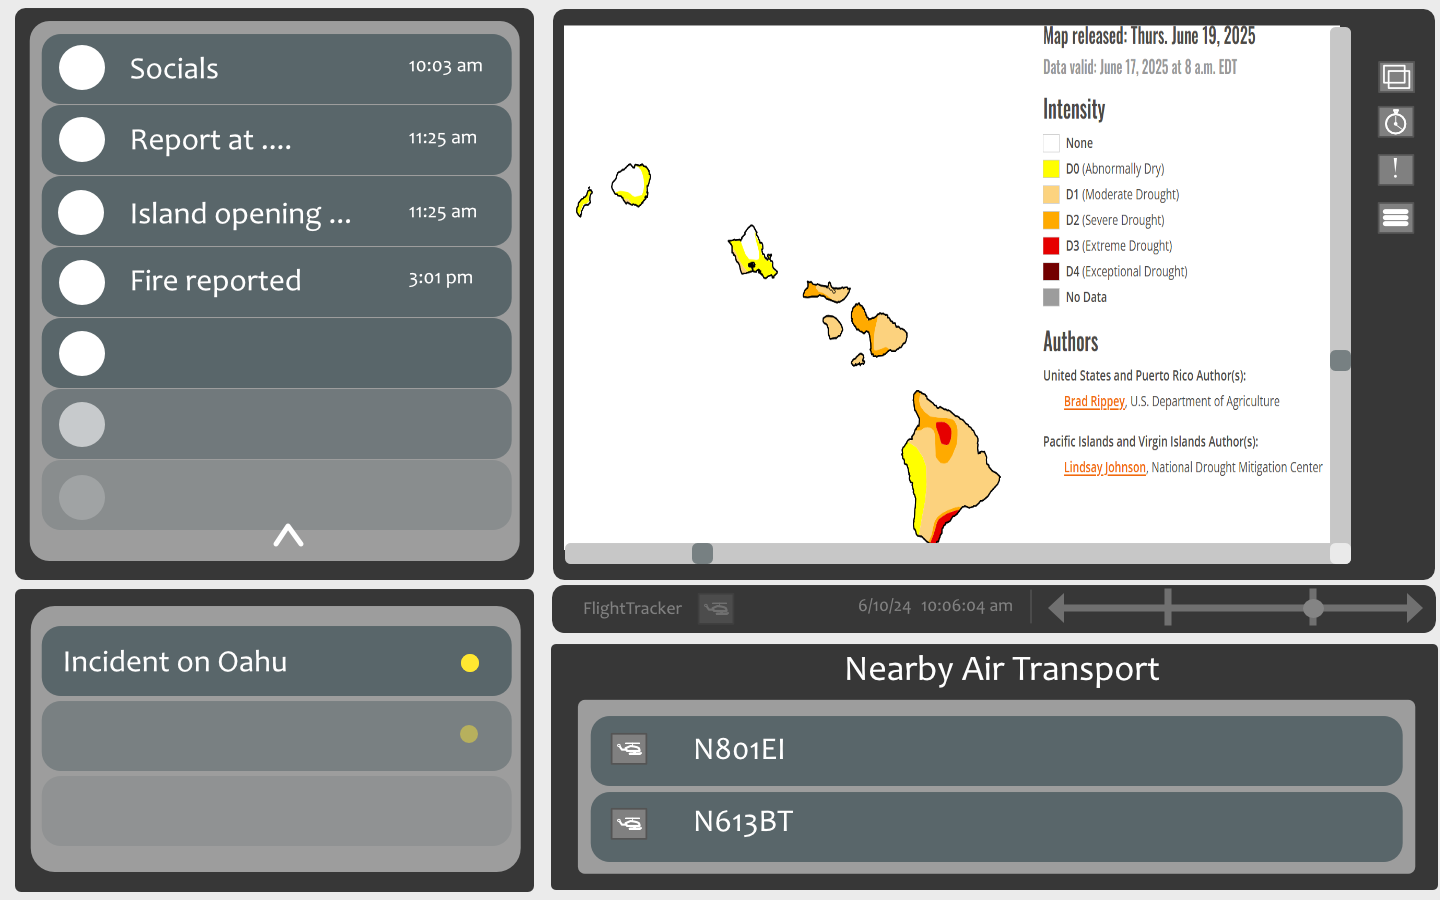 Socials 10:03 am
Report at .... 11:25 am
Island opening ... 11:25 am
Fire reported 3:01 pm
Incident on Oahu
Map released: Thurs. June 19, 2025
Data valid: June 17, 2025 at 8 a.m. EDT
Intensity
None
D0 (Abnormally Dry)
D1 (Moderate Drought)
D2 (Severe Drought)
D3 (Extreme Drought)
D4 (Exceptional Drought)
No Data
Authors
United States and Puerto Rico Author(s):
Brad Rippey, U.S. Department of Agriculture
Pacific Islands and Virgin Islands Author(s):
Lindsay Johnson, National Drought Mitigation Center
!
FlightTracker 6/10/24 10:06:04 am
Nearby Air Transport
N801EI
N613BT